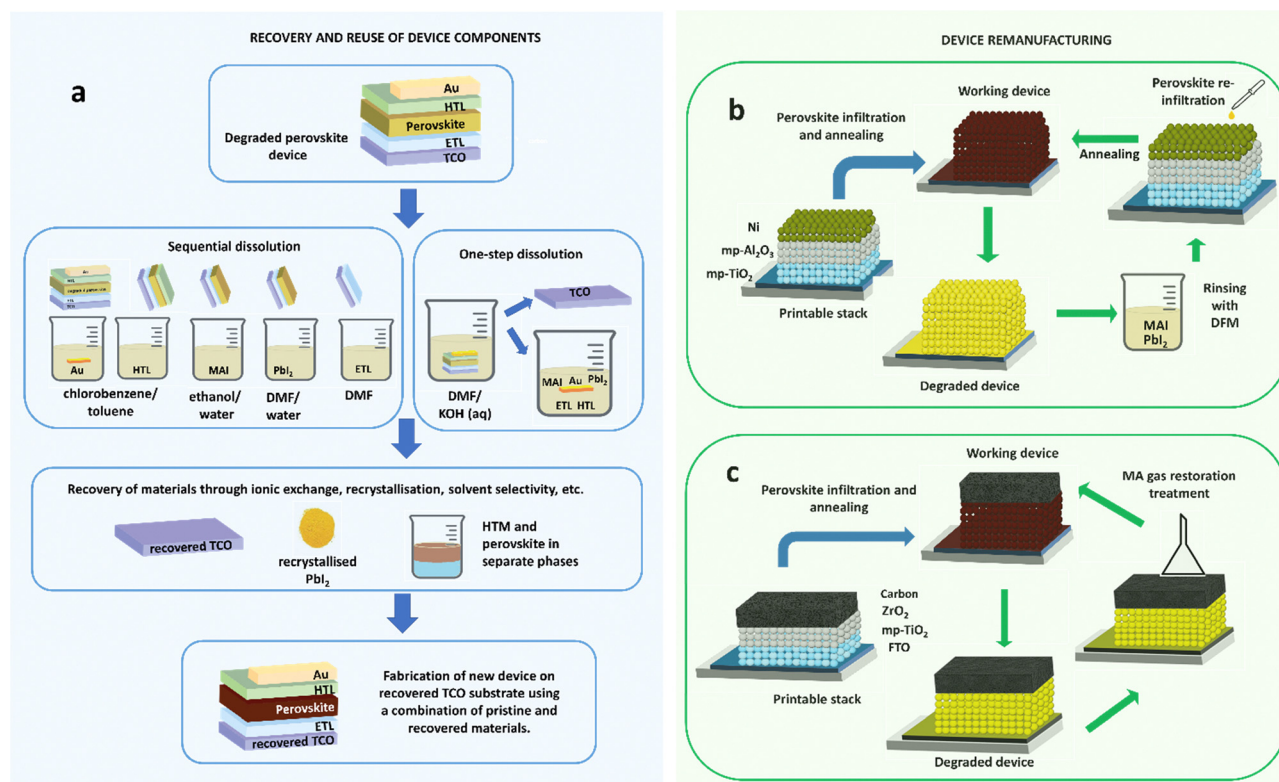 RECOVERY AND REUSE OF DEVICE COMPONENTS
a
Degraded perovskite
device
Au
HTL
Perovskite
ETL
TCO
Sequential dissolution
Au
HTL
TCO
Au
HTL
MAI
PbI₂
ETL
chlorobenzene/
toluene
ethanol/
water
DMF/
water
DMF
One-step dissolution
TCO
DMF/
KOH (aq)
MAI Au PbI₂
ETL HTL
Recovery of materials through ionic exchange, recrystallisation, solvent selectivity, etc.
recovered TCO
recrystallised
PbI₂
HTM and
perovskite in
separate phases
Au
HTL
Perovskite
ETL
recovered TCO
Fabrication of new device on
recovered TCO substrate using
a combination of pristine and
recovered materials.
DEVICE REMANUFACTURING
b
Perovskite infiltration
and annealing
Working device
Perovskite re-
infiltration
Annealing
Ni
mp-Al₂O₃
mp-TiO₂
Printable stack
Degraded device
MAI
PbI₂
Rinsing
with
DFM
c
Perovskite infiltration and
annealing
Working device
MA gas restoration
treatment
Carbon
ZrO₂
mp-TiO₂
FTO
Printable stack
Degraded device